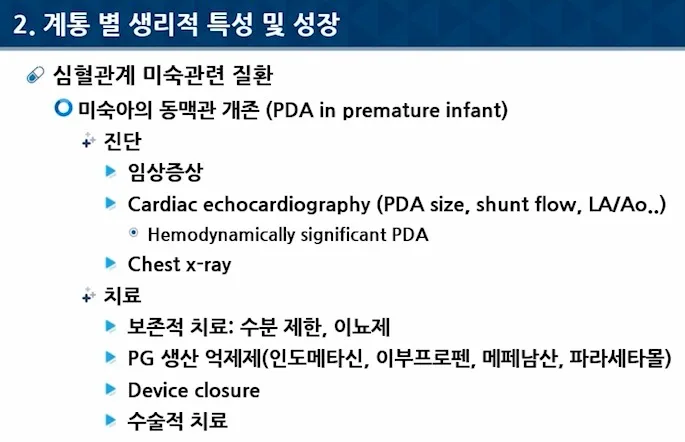 2. 계통 별 생리적 특성 및 성장
심혈관계 미숙관련 질환
미숙아의 동맥관 개존 (PDA in premature infant)
진단
임상증상
Cardiac echocardiography (PDA size, shunt flow, LA/Ao..)
Hemodynamically significant PDA
Chest x-ray
치료
보존적 치료: 수분 제한, 이뇨제
PG 생산 억제제(인도메타신, 이부프로펜, 메페남산, 파라세타몰)
Device closure
수술적 치료